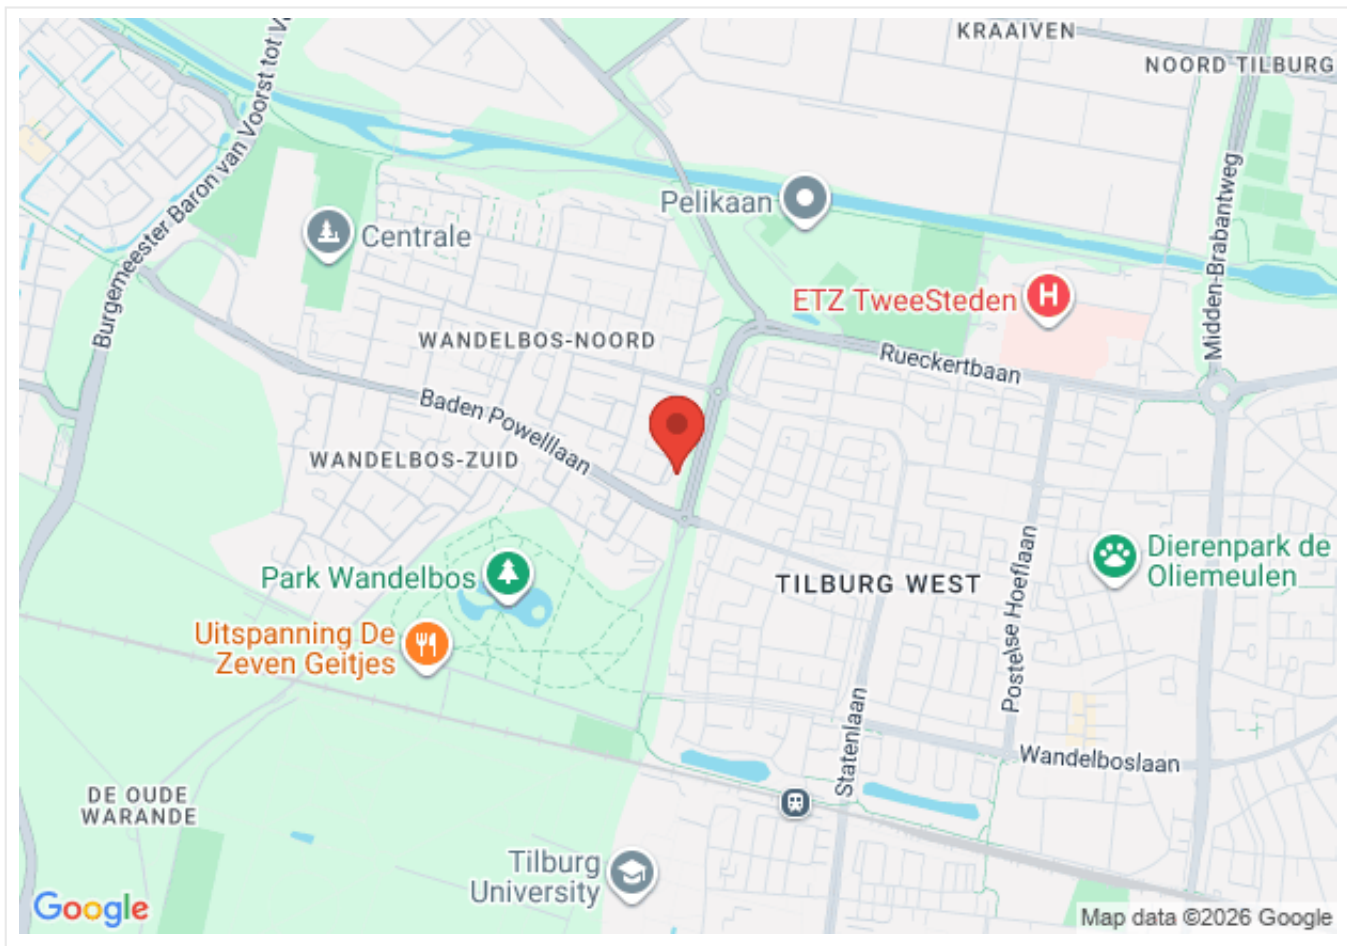 KRAAIVEN
NOORD TILBURG
Burgemeester Baron van Voorst tot V
Midden-Brabantweg
Pelikaan
Centrale
ETZ TweeSteden
H
WANDELBOS-NOORD
Rueckertbaan
Baden Powelllaan
WANDELBOS-ZUID
Postelse Hoeflaan
Dierenpark de
Oliemeulen
Park Wandelbos
TILBURG WEST
Uitspanning De
Zeven Geitjes
Statenlaan
Wandelboslaan
DE OUDE
WARANDE
Tilburg
University
Google
Map data ©2026 Google